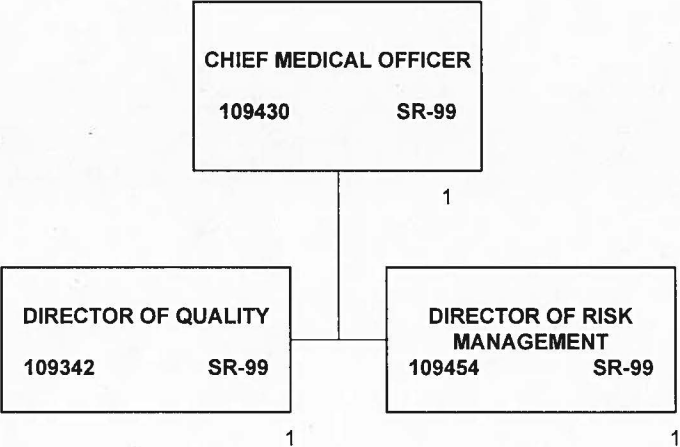 CHIEF MEDICAL OFFICER
109430 SR-99
1
DIRECTOR OF QUALITY
109342 SR-99
1
DIRECTOR OF RISK
MANAGEMENT
109454 SR-99
1